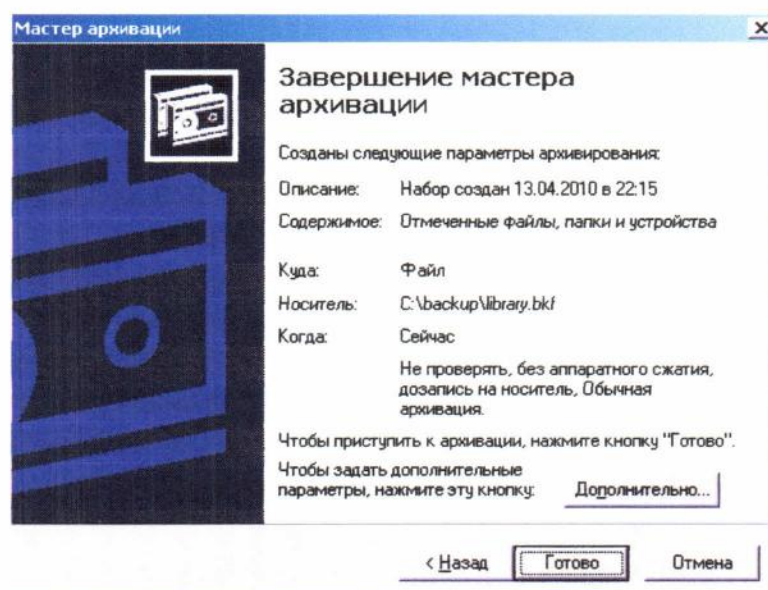 Мастер архивации
Завершение мастера
архивации
Созданы следующие параметры архивирования:
Описание: Набор создан 13.04.2010 в 22:15
Содержимое: Отмеченные файлы, папки и устройства
Куда: Файл
Носитель: C:\backup\library.bkf
Когда: Сейчас
Не проверять, без аппаратного сжатия,
дозапись на носитель, Обычная
архивация.
Чтобы приступить к архивации, нажмите кнопку "Готово".
Чтобы задать дополнительные
параметры, нажмите эту кнопку: Дополнительно...
< Назад Готово Отмена